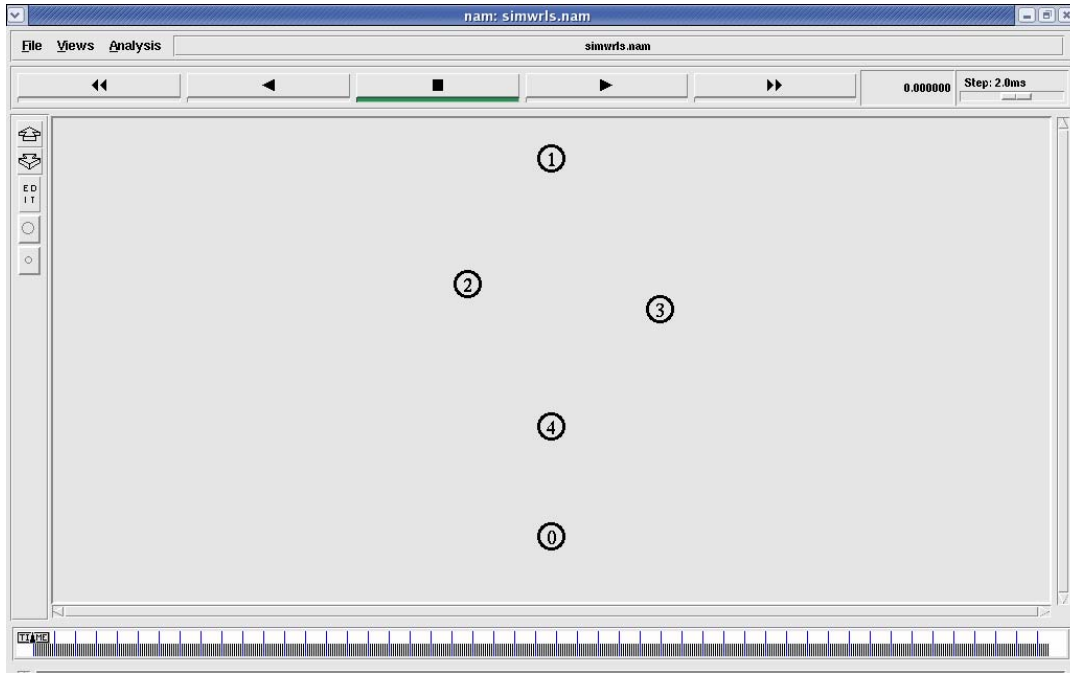 nam: simwrls.nam
File Views Analysis simwrls.nam
0.000000 Step: 2.0ms
ED
IT
1
2
3
4
0
TIME